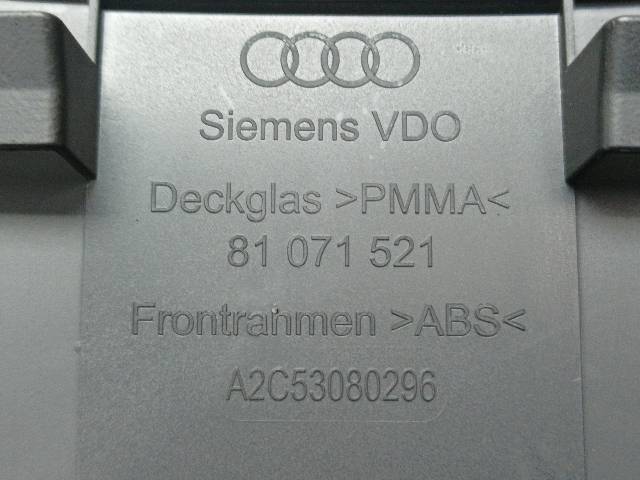 Siemens VDO
Deckglas >PMMA<
81 071 521
Frontrahmen >ABS<
A2C53080296